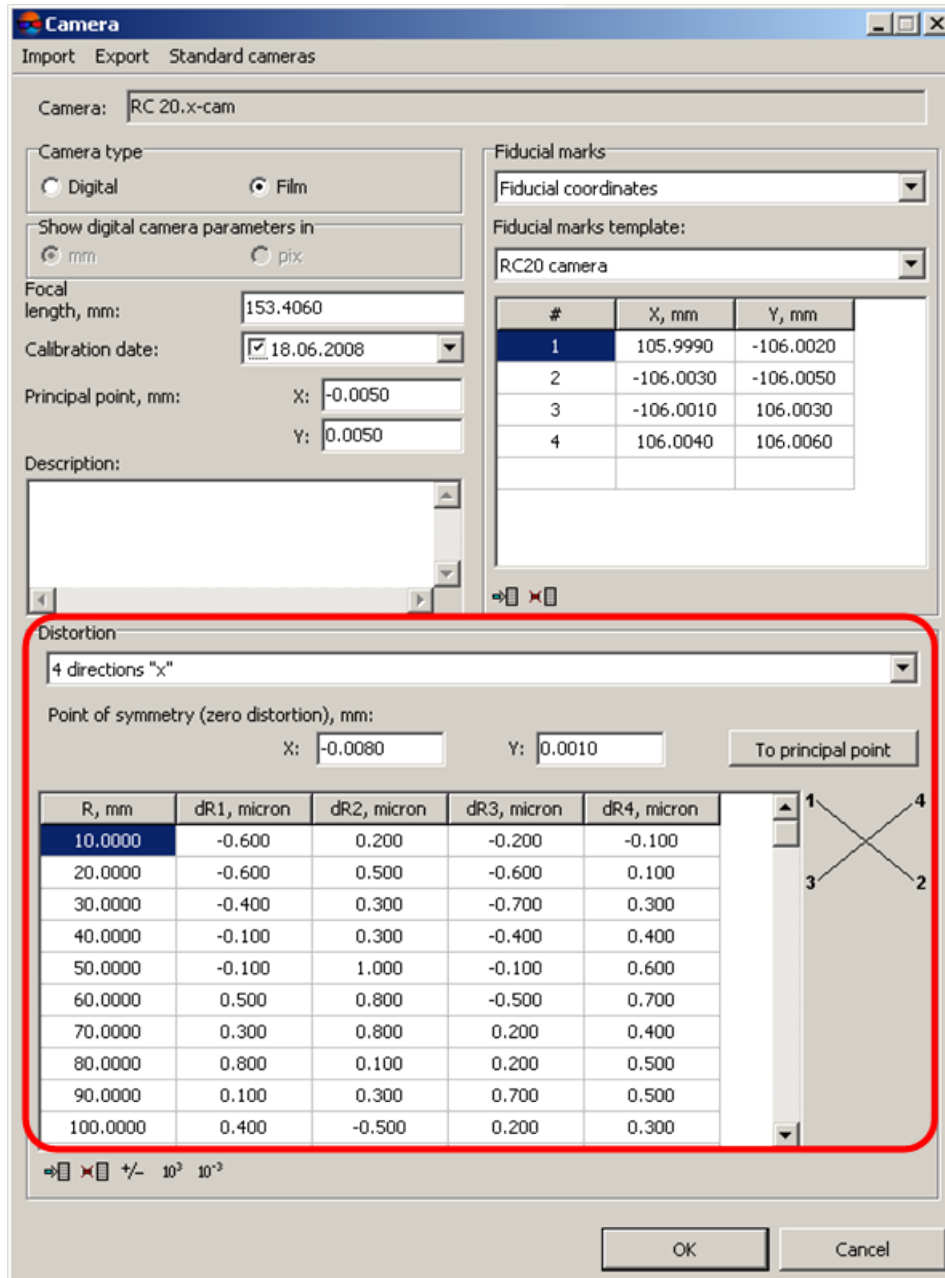 Camera
Import Export Standard cameras
Camera: RC 20.x-cam
Camera type
Digital Film
Show digital camera parameters in
mm pix
Focal
length, mm: 153.4060
Calibration date: 18.06.2008
Principal point, mm: X: -0.0050
Y: 0.0050
Description:
Fiducial marks
Fiducial coordinates
Fiducial marks template:
RC20 camera
# X, mm Y, mm
1 105.9990 -106.0020
2 -106.0030 -106.0050
3 -106.0010 106.0030
4 106.0040 106.0060
Distortion
4 directions "x"
Point of symmetry (zero distortion), mm:
X: -0.0080 Y: 0.0010 To principal point
R, mm dR1, micron dR2, micron dR3, micron dR4, micron
10.0000 -0.600 0.200 -0.200 -0.100
20.0000 -0.600 0.500 -0.600 0.100
30.0000 -0.400 0.300 -0.700 0.300
40.0000 -0.100 0.300 -0.400 0.400
50.0000 -0.100 1.000 -0.100 0.600
60.0000 0.500 0.800 -0.500 0.700
70.0000 0.300 0.800 0.200 0.400
80.0000 0.800 0.100 0.200 0.500
90.0000 0.100 0.300 0.700 0.500
100.0000 0.400 -0.500 0.200 0.300
1 4
3 2
+/- 10³ 10⁻³
OK Cancel